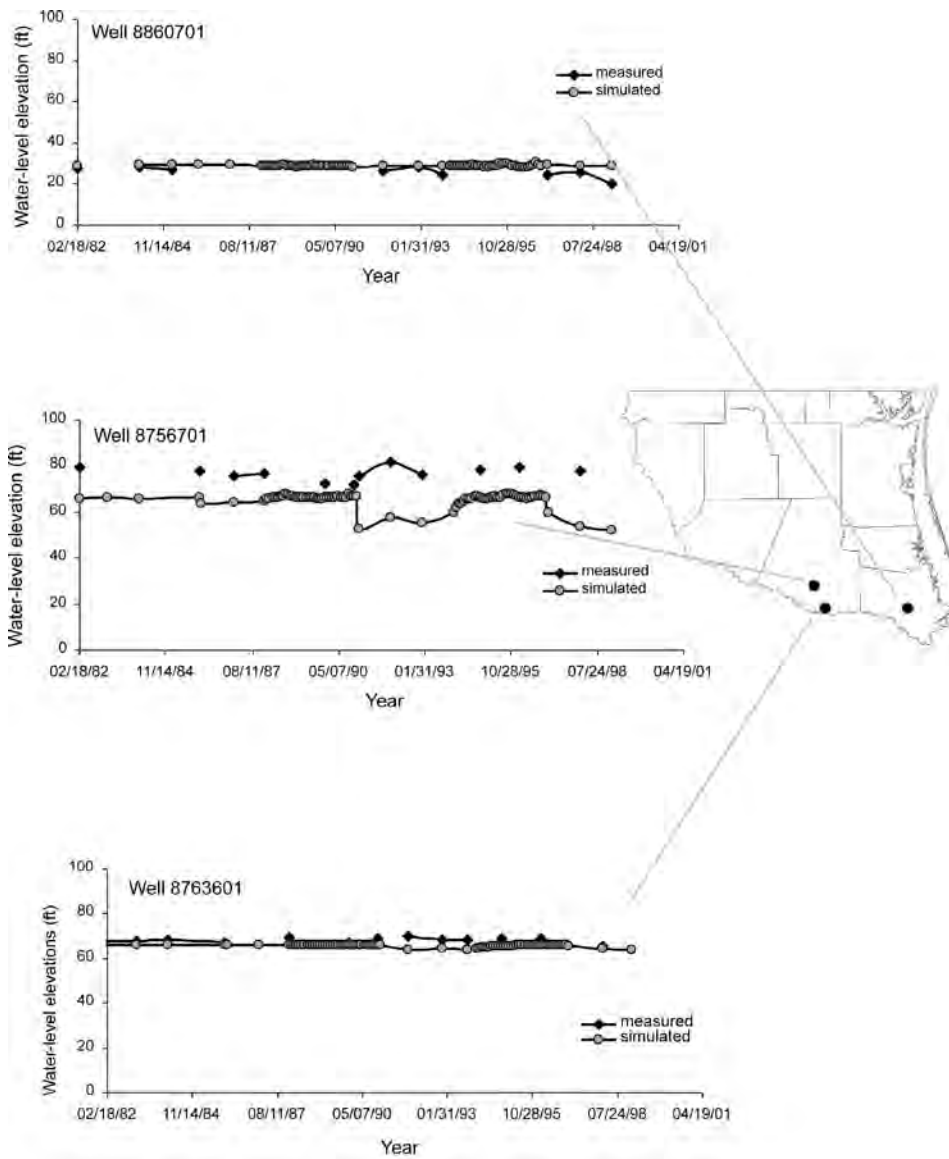 Well 8860701
Water-level elevation (ft)
100
80
60
40
20
0
measured
simulated
02/18/82 11/14/84 08/11/87 05/07/90 01/31/93 10/28/95 07/24/98 04/19/01
Year
Well 8756701
Water-level elevation (ft)
100
80
60
40
20
0
measured
simulated
02/18/82 11/14/84 08/11/87 05/07/90 01/31/93 10/28/95 07/24/98 04/19/01
Year
Well 8763601
Water-level elevations (ft)
100
80
60
40
20
0
measured
simulated
02/18/82 11/14/84 08/11/87 05/07/90 01/31/93 10/28/95 07/24/98 04/19/01
Year